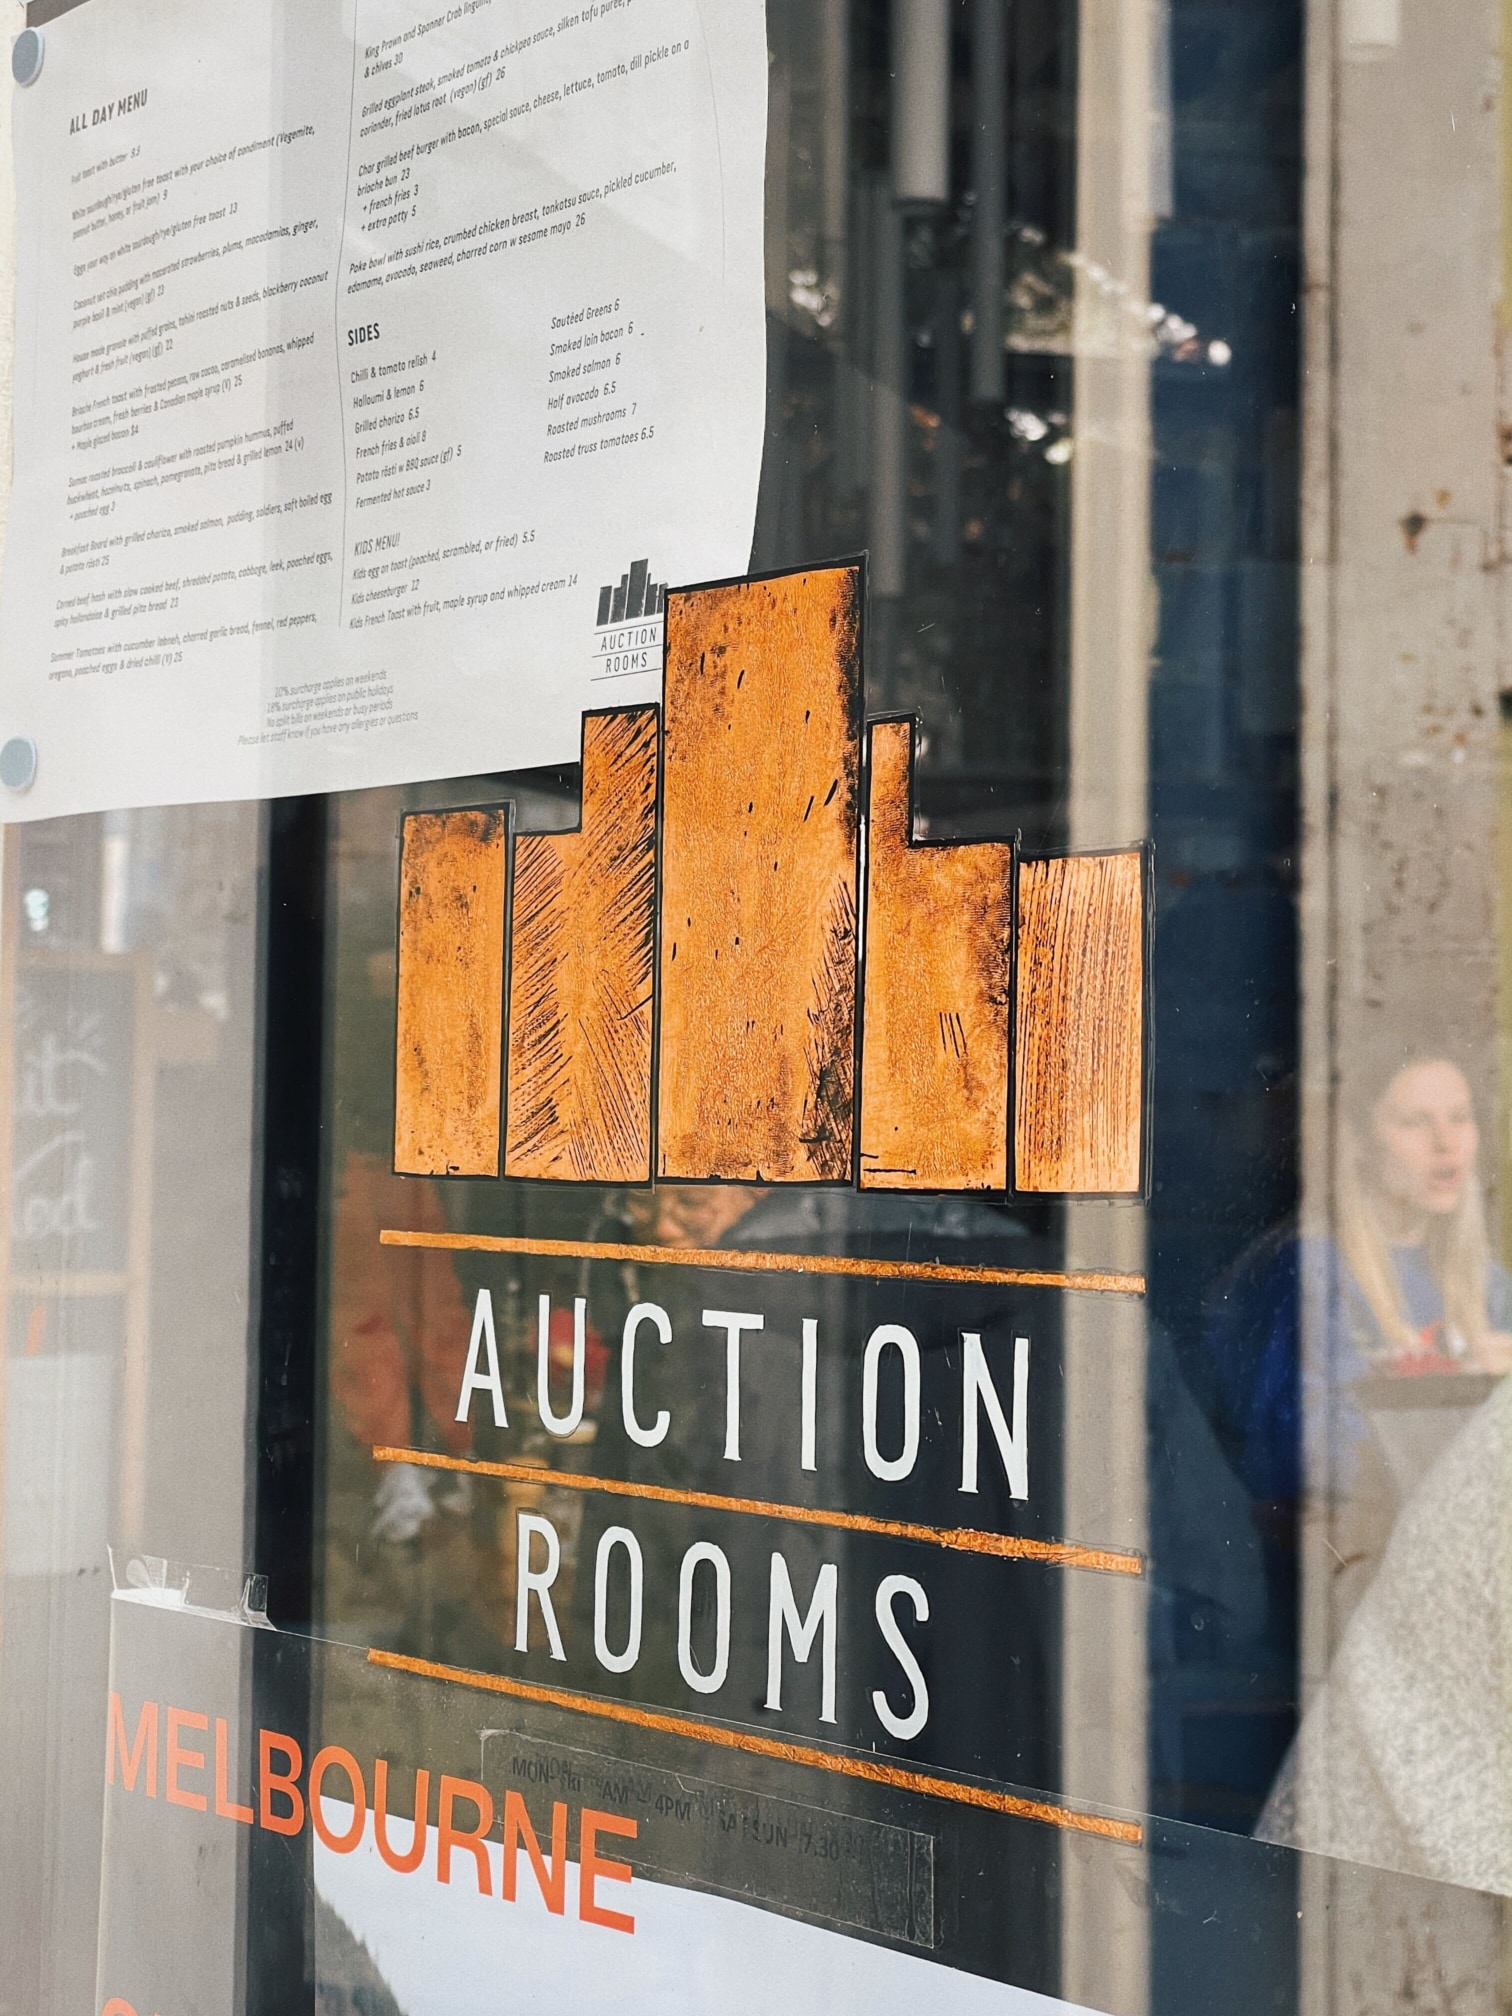 ALL DAY MENU
Fruit toast with butter 9.5
White sourdough/rye/gluten free toast with your choice of condiment (Vegemite,
peanut butter, honey, or fruit jam) 9
Eggs your way on white sourdough/rye/gluten free toast 13
Coconut set chia pudding with macerated strawberries, plums, macadamias, ginger,
purple basil & mint (vegan) (gf) 23
House made granola with puffed grains, tahini roasted nuts & seeds, blackberry coconut
yoghurt & fresh fruit (vegan) (gf) 22
Brioche French toast with frosted pecans, raw cacao, caramelised bananas, whipped
bourbon cream, fresh berries & Canadian maple syrup (V) 25
+ Maple glazed bacon $4
Sumac roasted broccoli & cauliflower with roasted pumpkin hummus, puffed
buckwheat, hazelnuts, spinach, pomegranate, pita bread & grilled lemon 24 (v)
+ poached egg 3
Breakfast Board with grilled chorizo, smoked salmon, pudding, soldiers, soft boiled egg
& potato rösti 25
Corned beef hash with slow cooked beef, shredded potato, cabbage, leek, poached eggs,
spicy hollandaise & grilled pita bread 23
Summer Tomatoes with cucumber labneh, charred garlic bread, fennel, red peppers,
oregano, poached eggs & dried chilli (V) 25
King Prawn and Spanner Crab linguini,
& chives 30
Grilled eggplant steak, smoked tomato & chickpea sauce, silken tofu puree,
coriander, fried lotus root (vegan) (gf) 26
Char grilled beef burger with bacon, special sauce, cheese, lettuce, tomato, dill pickle on a
brioche bun 23
+ french fries 3
+ extra patty 5
Poke bowl with sushi rice, crumbed chicken breast, tonkatsu sauce, pickled cucumber,
edamame, avocado, seaweed, charred corn w sesame mayo 26
SIDES
Chilli & tomato relish 4
Halloumi & lemon 6
Grilled chorizo 6.5
French fries & aioli 8
Potato rösti w BBQ sauce (gf) 5
Fermented hot sauce 3
Sautéed Greens 6
Smoked loin bacon 6
Smoked salmon 6
Half avocado 6.5
Roasted mushrooms 7
Roasted truss tomatoes 6.5
KIDS MENU!
Kids egg on toast (poached, scrambled, or fried) 5.5
Kids cheeseburger 12
Kids French Toast with fruit, maple syrup and whipped cream 14
AUCTION
ROOMS
10% surcharge applies on weekends
18% surcharge applies on public holidays
No split bills on weekends or busy periods
Please let staff know if you have any allergies or questions
AUCTION
ROOMS
MELBOURNE
MON- AM 4PM SUN 7.30